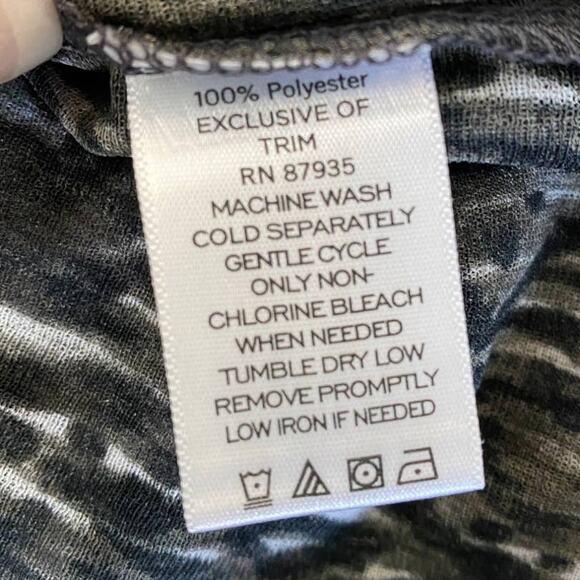 100% Polyester
EXCLUSIVE OF
TRIM
RN 87935
MACHINE WASH
COLD SEPARATELY
GENTLE CYCLE
ONLY NON-
CHLORINE BLEACH
WHEN NEEDED
TUMBLE DRY LOW
REMOVE PROMPTLY
LOW IRON IF NEEDED